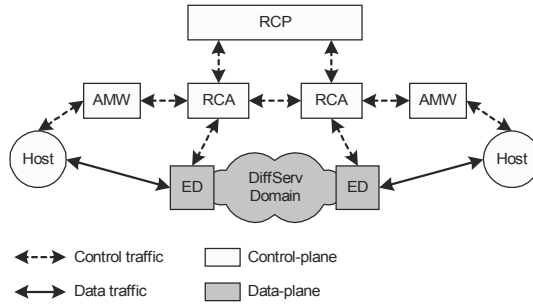 RCP
AMW
RCA
RCA
AMW
Host
Host
ED
DiffServ
Domain
ED
Control traffic
Control-plane
Data traffic
Data-plane